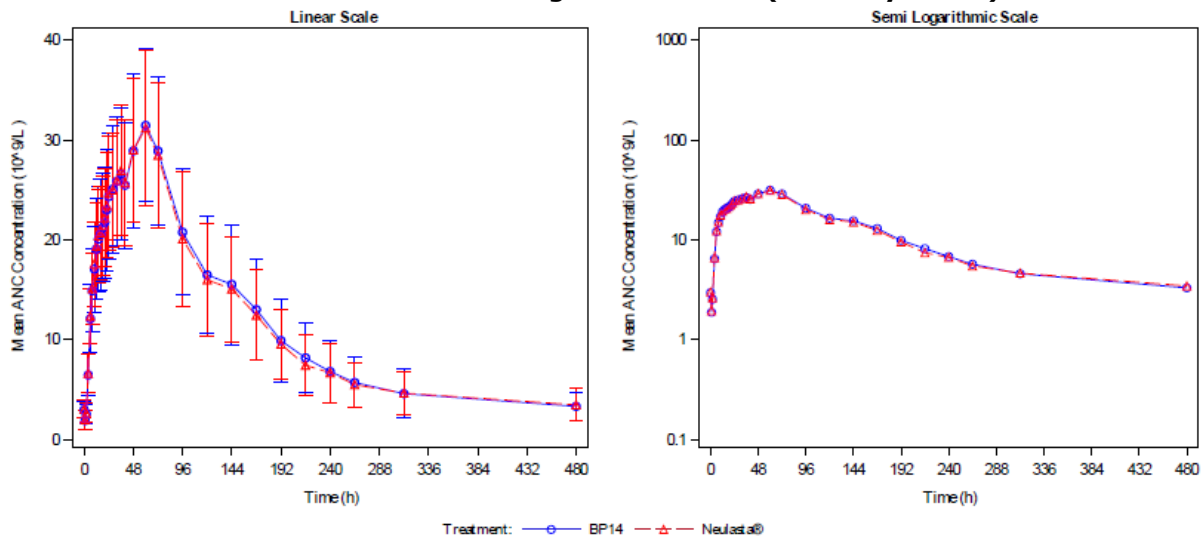 Linear Scale
Semi Logarithmic Scale
Mean ANC Concentration (10^9/L)
40
30
20
10
0
0 48 96 144 192 240 288 336 384 432 480
Time (h)
Mean ANC Concentration (10^9/L)
1000
100
10
1
0.1
0 48 96 144 192 240 288 336 384 432 480
Time (h)
Treatment: BP14 Neulasta®